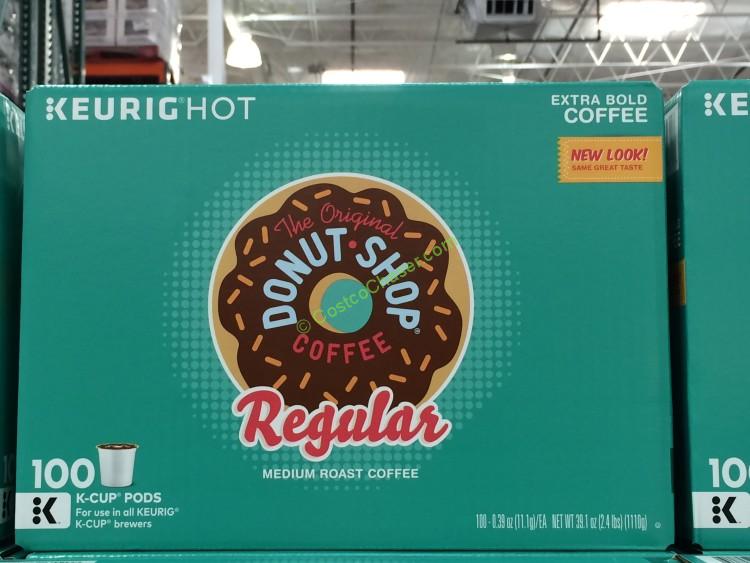 KEURIG® HOT
EXTRA BOLD
COFFEE
NEW LOOK!
SAME GREAT TASTE
The Original
DONUT·SHOP®
COFFEE
© CostcoChaser.com
Regular
MEDIUM ROAST COFFEE
100
K-CUP® PODS
For use in all KEURIG®
K-CUP® brewers
K
100 - 0.39 oz (11.1g)/EA NET WT 39.1 oz (2.4 lbs) (1110g)
KE
10
K